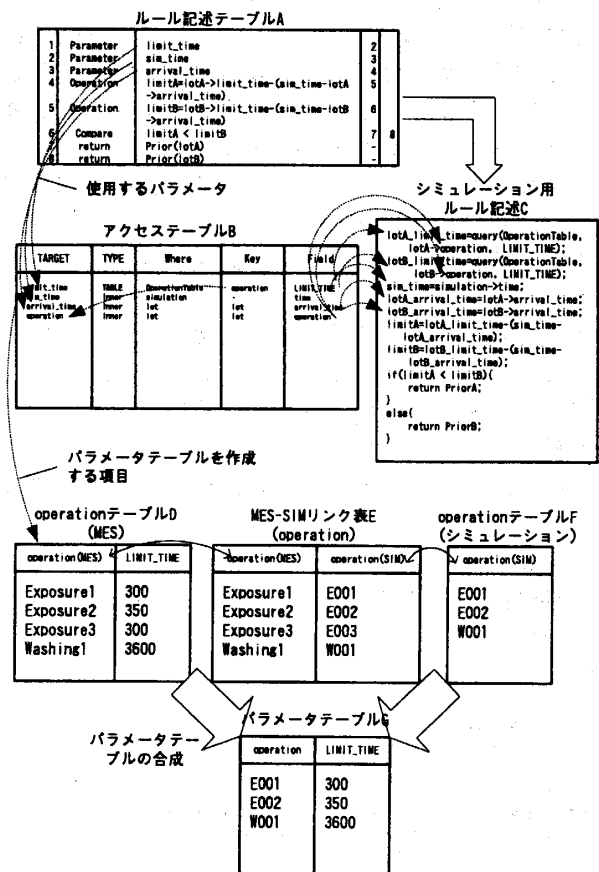 ルール記述テーブルA
1 Parameter limit_time 2
2 Parameter sim_time 3
3 Parameter arrival_time 4
4 Operation limitA=lotA->limit_time-(sim_time-lotA 5
->arrival_time)
5 Operation limitB=lotB->limit_time-(sim_time-lotB 6
->arrival_time)
6 Compare limitA < limitB 7 8
return Prior(lotA) -
8 return Prior(lotB) -
使用するパラメータ
シミュレーション用
ルール記述C
lotA_limit_time=query(OperationTable,
lotA->operation, LIMIT_TIME);
lotB_limit_time=query(OperationTable,
lotB->operation, LIMIT_TIME);
sim_time=simulation->time;
lotA_arrival_time=lotA->arrival_time;
lotB_arrival_time=lotB->arrival_time;
limitA=lotA_limit_time-(sim_time-
lotA_arrival_time);
limitB=lotB_limit_time-(sim_time-
lotB_arrival_time);
if(limitA < limitB){
return PriorA;
}
else{
return PriorB;
}
アクセステーブルB
TARGET TYPE Where Key Field
limit_time TABLE OperationTable operation LIMIT_TIME
sim_time Inner simulation - time
arrival_time Inner lot lot arrival_time
operation Inner lot lot operation
パラメータテーブルを作成
する項目
operationテーブルD
(MES)
operation(MES) LIMIT_TIME
Exposure1 300
Exposure2 350
Exposure3 300
Washing1 3600
MES-SIMリンク表E
(operation)
operation(MES) operation(SIM)
Exposure1 E001
Exposure2 E002
Exposure3 E003
Washing1 W001
operationテーブルF
(シミュレーション)
operation(SIM)
E001
E002
W001
パラメータテー
ブルの合成
パラメータテーブルG
operation LIMIT_TIME
E001 300
E002 350
W001 3600